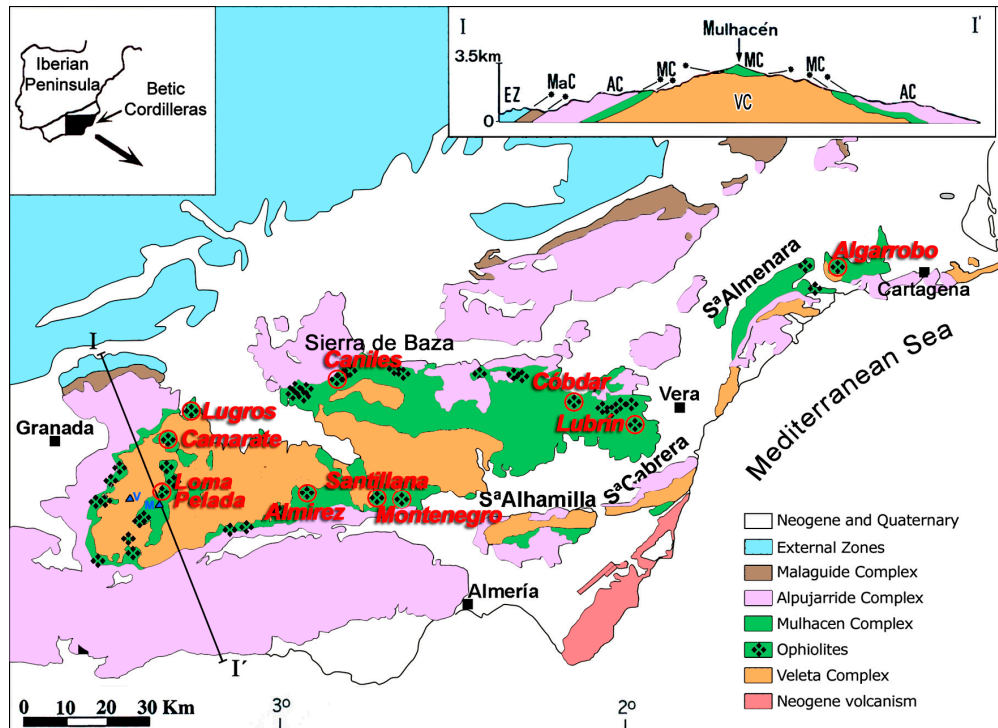 Iberian
Peninsula
Betic
Cordilleras
I
I'
Mulhacén
3.5km
0
EZ
MaC
AC
MC
MC
MC
AC
VC
Algarrobo
SªAlmenara
Cartagena
Mediterranean Sea
I
Sierra de Baza
Caniles
Cóbdar
Vera
Lugros
Granada
Camarate
Lubrín
Loma
Pelada
V
M
Santillana
Almirez
Montenegro
SªAlhamilla
SªCabrera
Almería
I´
Neogene and Quaternary
External Zones
Malaguide Complex
Alpujarride Complex
Mulhacen Complex
Ophiolites
Veleta Complex
Neogene volcanism
0 10 20 30 Km
3º
2º